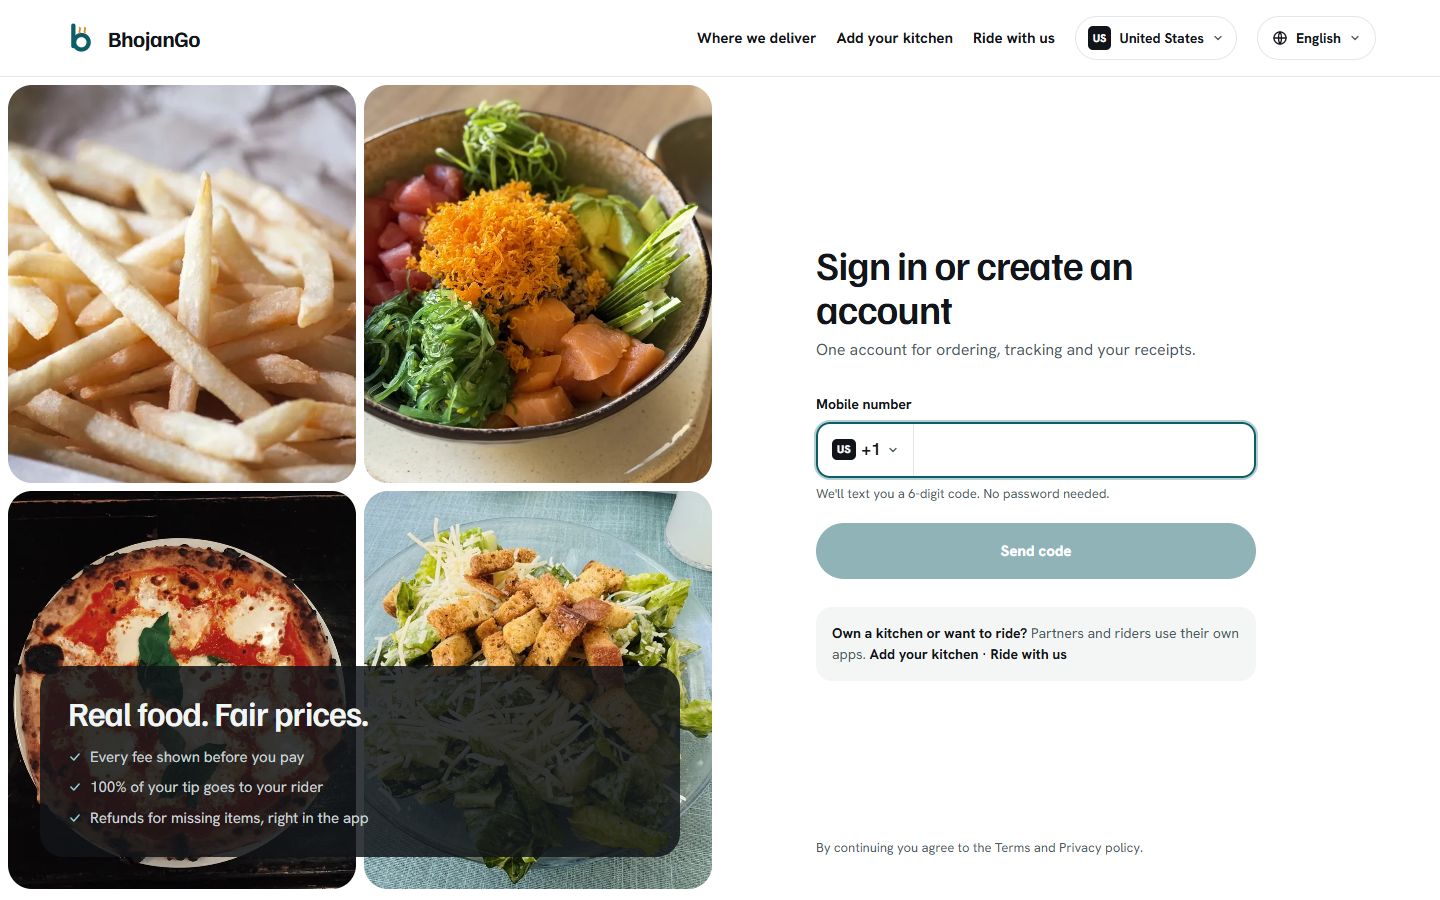 BhojanGo
Where we deliver
Add your kitchen
Ride with us
US United States
English
Sign in or create an
account
One account for ordering, tracking and your receipts.
Mobile number
US +1
We'll text you a 6-digit code. No password needed.
Send code
Own a kitchen or want to ride? Partners and riders use their own
apps. Add your kitchen · Ride with us
By continuing you agree to the Terms and Privacy policy.
Real food. Fair prices.
Every fee shown before you pay
100% of your tip goes to your rider
Refunds for missing items, right in the app